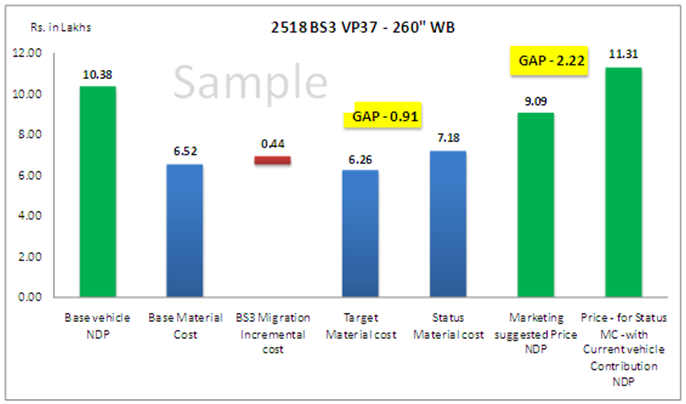 2518 BS3 VP37 - 260" WB
Rs. in Lakhs
Sample
12.00
10.00
8.00
6.00
4.00
2.00
0.00
10.38
6.52
0.44
GAP - 0.91
6.26
7.18
GAP - 2.22
9.09
11.31
Base vehicle
NDP
Base Material
Cost
BS3 Migration
Incremental
cost
Target
Material cost
Status
Material cost
Marketing
suggested Price
NDP
Price - for Status
MC -with
Current vehicle
Contribution
NDP